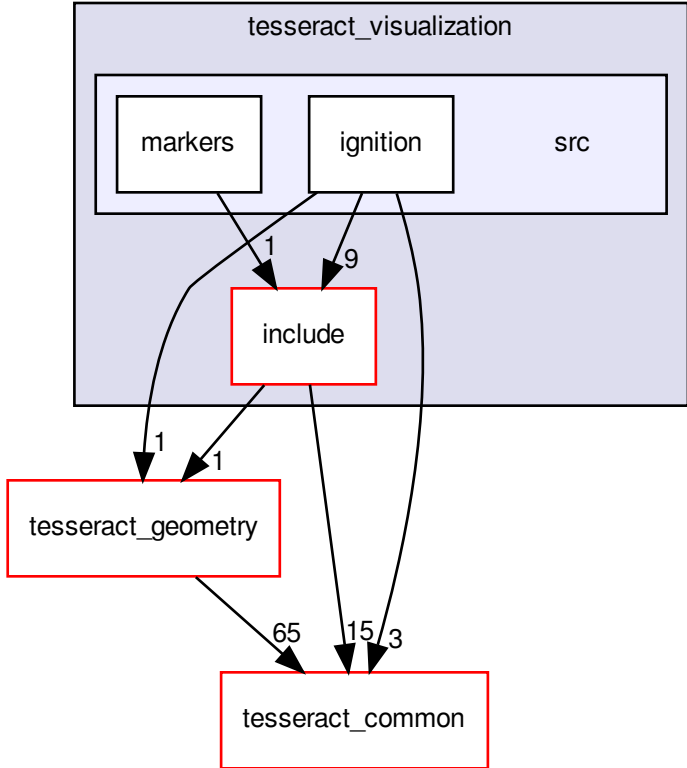 tesseract_visualization
markers
ignition
src
1
9
include
1
1
tesseract_geometry
65
15
3
tesseract_common